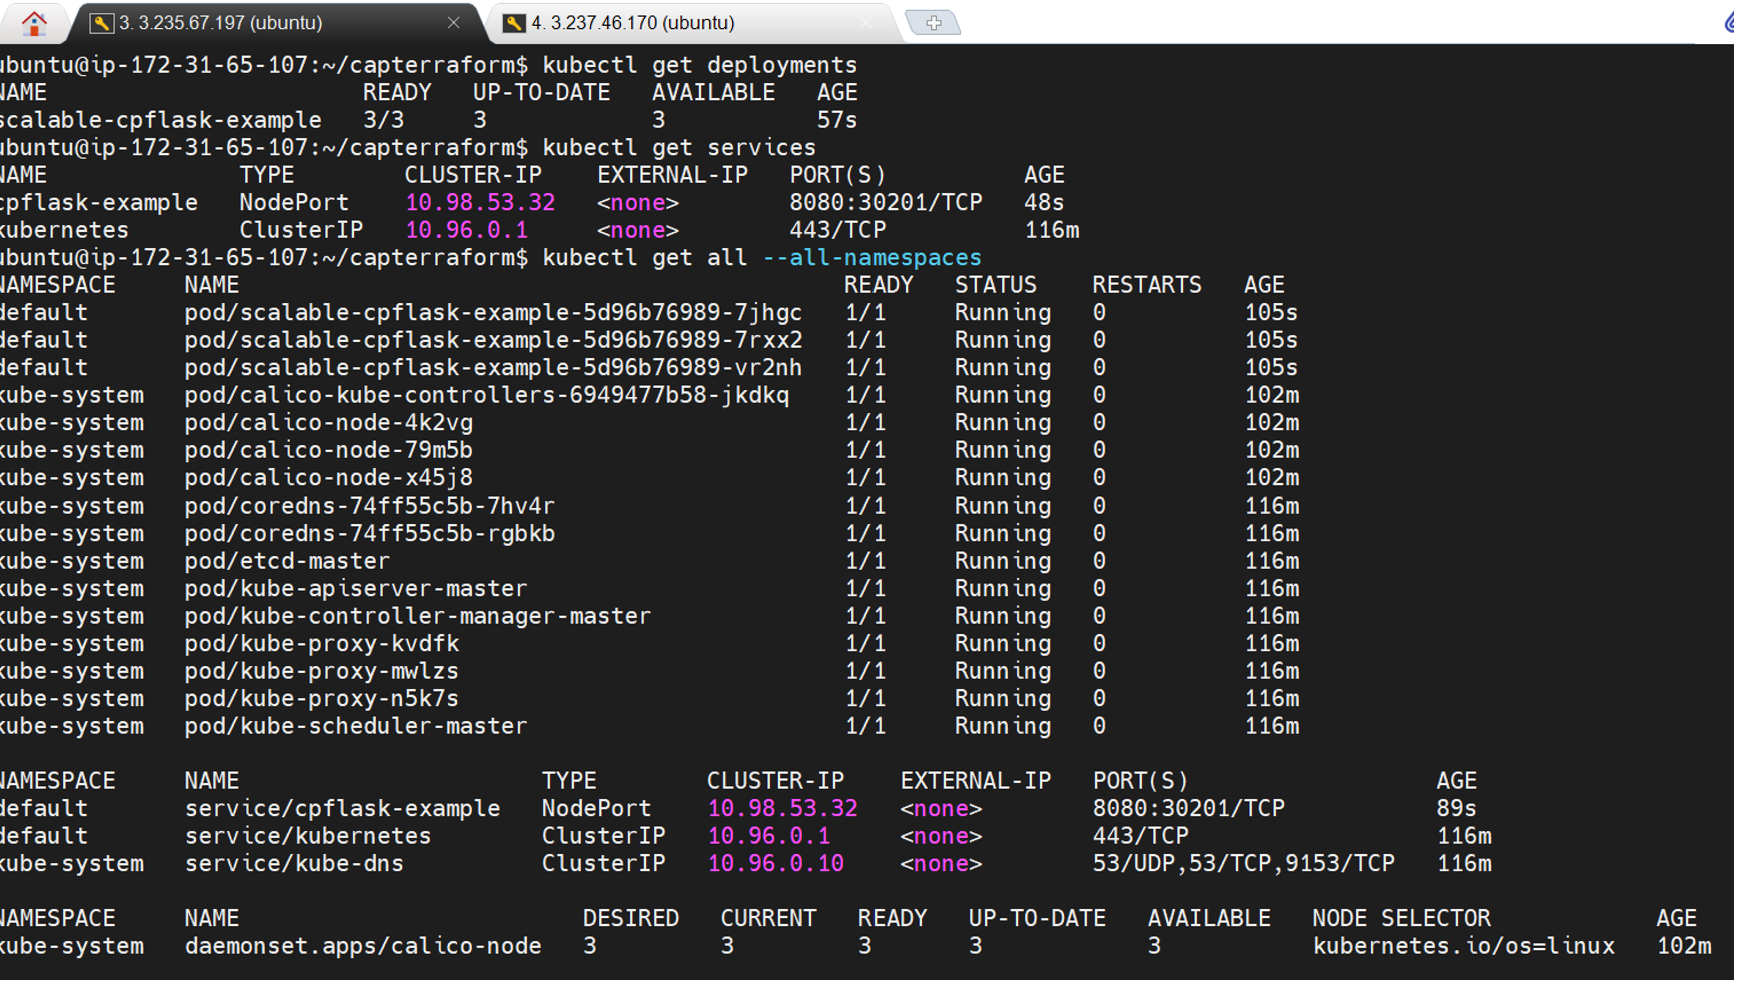 3. 3.235.67.197 (ubuntu)
4. 3.237.46.170 (ubuntu)
ubuntu@ip-172-31-65-107:~/capterraform$ kubectl get deployments
NAME READY UP-TO-DATE AVAILABLE AGE
scalable-cpflask-example 3/3 3 3 57s
ubuntu@ip-172-31-65-107:~/capterraform$ kubectl get services
NAME TYPE CLUSTER-IP EXTERNAL-IP PORT(S) AGE
cpflask-example NodePort 10.98.53.32 <none> 8080:30201/TCP 48s
kubernetes ClusterIP 10.96.0.1 <none> 443/TCP 116m
ubuntu@ip-172-31-65-107:~/capterraform$ kubectl get all --all-namespaces
NAMESPACE NAME READY STATUS RESTARTS AGE
default pod/scalable-cpflask-example-5d96b76989-7jhgc 1/1 Running 0 105s
default pod/scalable-cpflask-example-5d96b76989-7rxx2 1/1 Running 0 105s
default pod/scalable-cpflask-example-5d96b76989-vr2nh 1/1 Running 0 105s
kube-system pod/calico-kube-controllers-6949477b58-jkdkq 1/1 Running 0 102m
kube-system pod/calico-node-4k2vg 1/1 Running 0 102m
kube-system pod/calico-node-79m5b 1/1 Running 0 102m
kube-system pod/calico-node-x45j8 1/1 Running 0 102m
kube-system pod/coredns-74ff55c5b-7hv4r 1/1 Running 0 116m
kube-system pod/coredns-74ff55c5b-rgbkb 1/1 Running 0 116m
kube-system pod/etcd-master 1/1 Running 0 116m
kube-system pod/kube-apiserver-master 1/1 Running 0 116m
kube-system pod/kube-controller-manager-master 1/1 Running 0 116m
kube-system pod/kube-proxy-kvdfk 1/1 Running 0 116m
kube-system pod/kube-proxy-mwlzs 1/1 Running 0 116m
kube-system pod/kube-proxy-n5k7s 1/1 Running 0 116m
kube-system pod/kube-scheduler-master 1/1 Running 0 116m
NAMESPACE NAME TYPE CLUSTER-IP EXTERNAL-IP PORT(S) AGE
default service/cpflask-example NodePort 10.98.53.32 <none> 8080:30201/TCP 89s
default service/kubernetes ClusterIP 10.96.0.1 <none> 443/TCP 116m
kube-system service/kube-dns ClusterIP 10.96.0.10 <none> 53/UDP,53/TCP,9153/TCP 116m
NAMESPACE NAME DESIRED CURRENT READY UP-TO-DATE AVAILABLE NODE SELECTOR AGE
kube-system daemonset.apps/calico-node 3 3 3 3 3 kubernetes.io/os=linux 102m